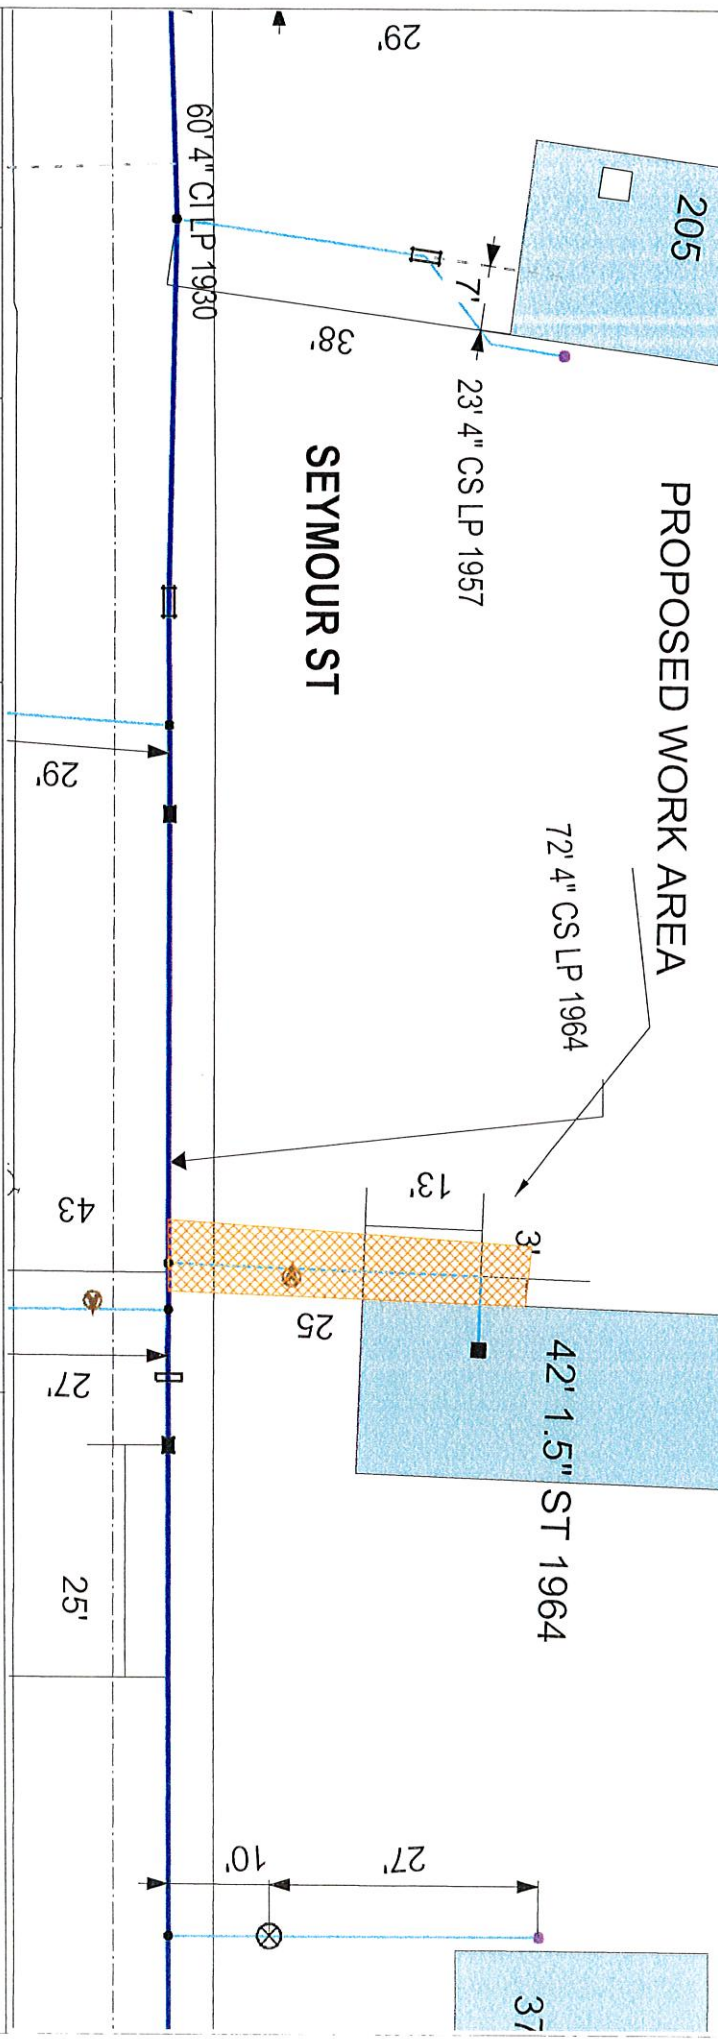 29'
205
60' 4" CI LP 1930
7'
38'
23' 4" CS LP 1957
PROPOSED WORK AREA
SEYMOUR ST
29'
72' 4" CS LP 1964
13'
3'
43
25
27'
42' 1.5" ST 1964
25'
10'
27'
37